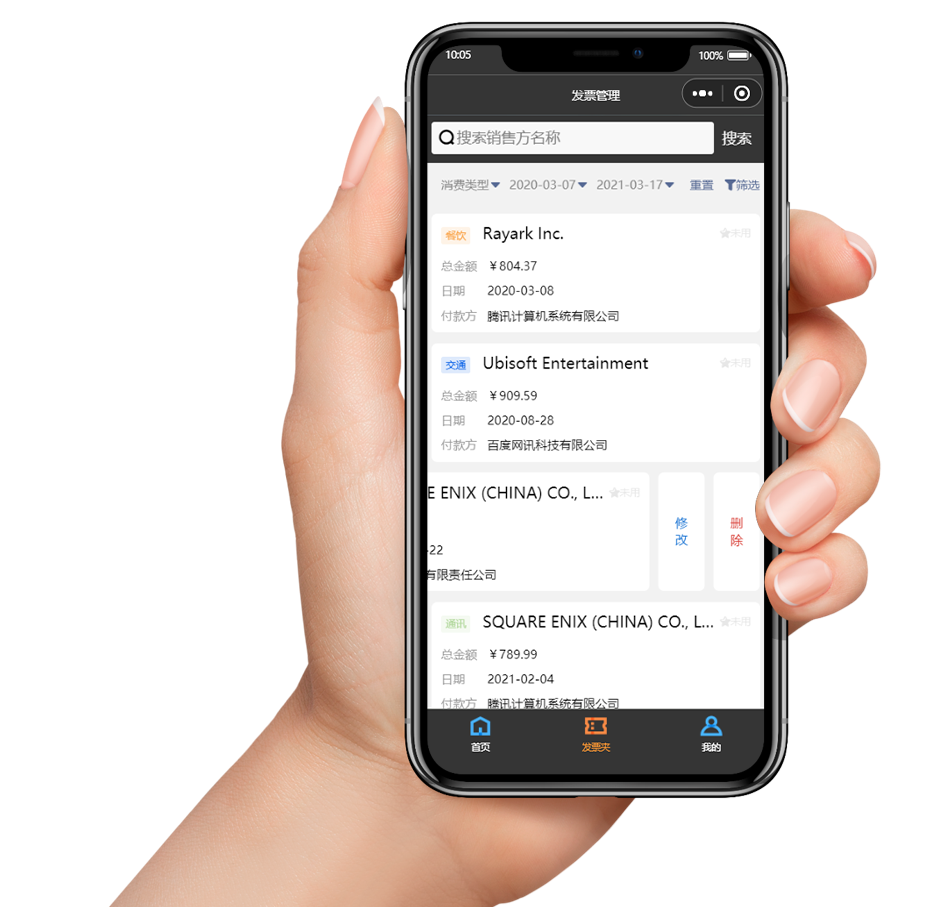 10:05
100%
发票管理
搜索销售方名称 搜索
消费类型 2020-03-07 2021-03-17 重置 筛选
餐饮 Rayark Inc. 未用
总金额 ￥804.37
日期 2020-03-08
付款方 腾讯计算机系统有限公司
交通 Ubisoft Entertainment 未用
总金额 ￥909.59
日期 2020-08-28
付款方 百度网讯科技有限公司
E ENIX (CHINA) CO., L... 未用
修改
删除
-22
有限责任公司
通讯 SQUARE ENIX (CHINA) CO., L... 未用
总金额 ￥789.99
日期 2021-02-04
付款方 腾讯计算机系统有限公司
首页 发票夹 我的